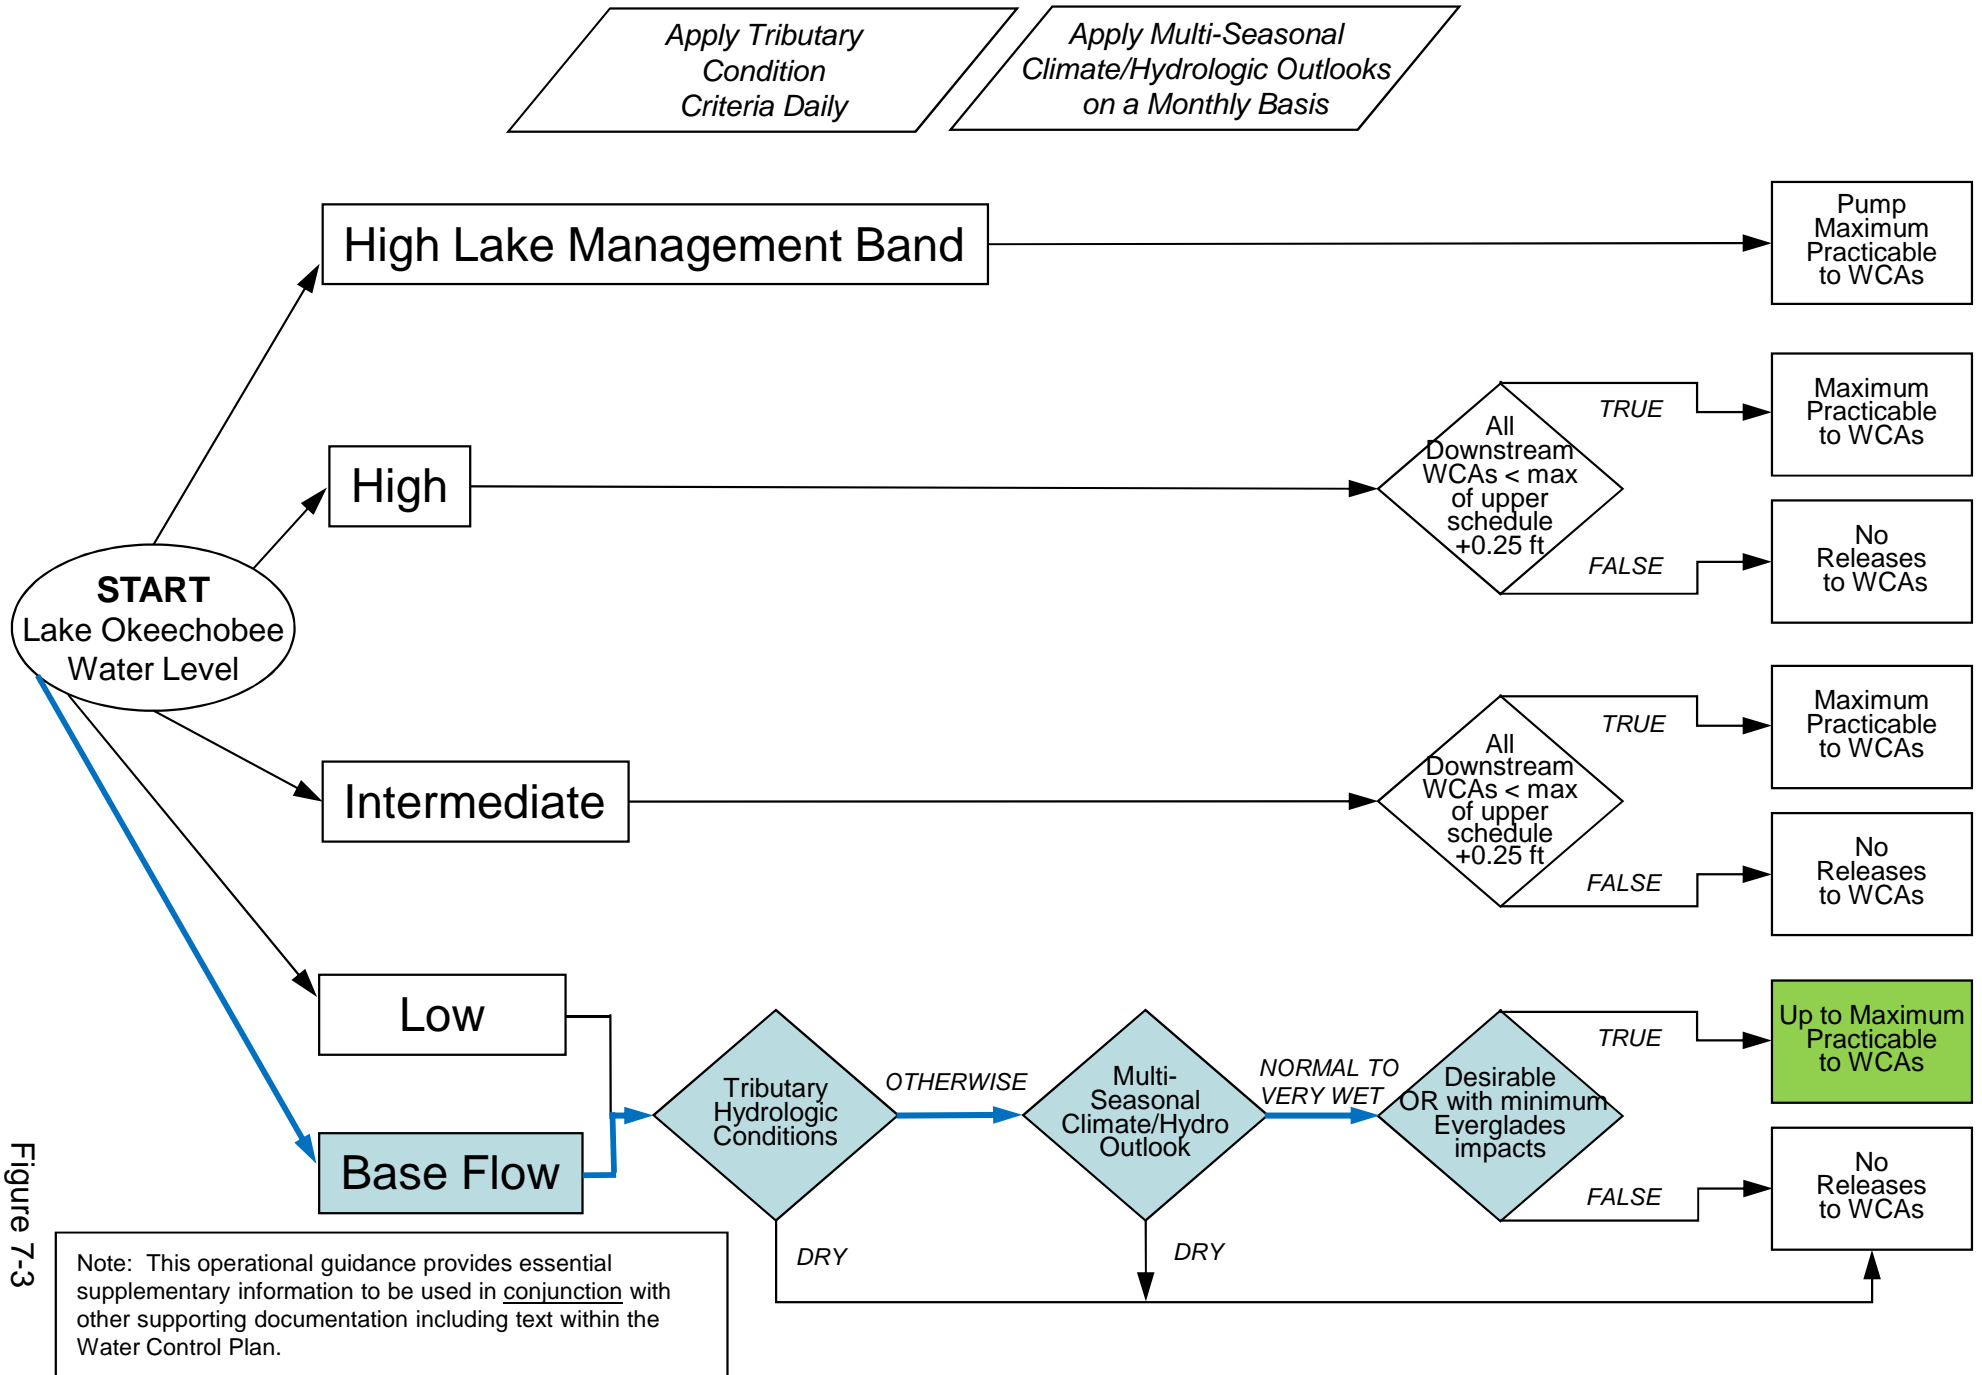 Apply Tributary
Condition
Criteria Daily
Apply Multi-Seasonal
Climate/Hydrologic Outlooks
on a Monthly Basis
High Lake Management Band
Pump
Maximum
Practicable
to WCAs
High
All
Downstream
WCAs < max
of upper
schedule
+0.25 ft
TRUE
Maximum
Practicable
to WCAs
FALSE
No
Releases
to WCAs
START
Lake Okeechobee
Water Level
Intermediate
All
Downstream
WCAs < max
of upper
schedule
+0.25 ft
TRUE
Maximum
Practicable
to WCAs
FALSE
No
Releases
to WCAs
Low
Base Flow
Tributary
Hydrologic
Conditions
OTHERWISE
DRY
Multi-
Seasonal
Climate/Hydro
Outlook
NORMAL TO
VERY WET
DRY
Desirable
OR with minimum
Everglades
impacts
TRUE
Up to Maximum
Practicable
to WCAs
FALSE
No
Releases
to WCAs
Figure 7-3
Note:  This operational guidance provides essential
supplementary information to be used in conjunction with
other supporting documentation including text within the
Water Control Plan.